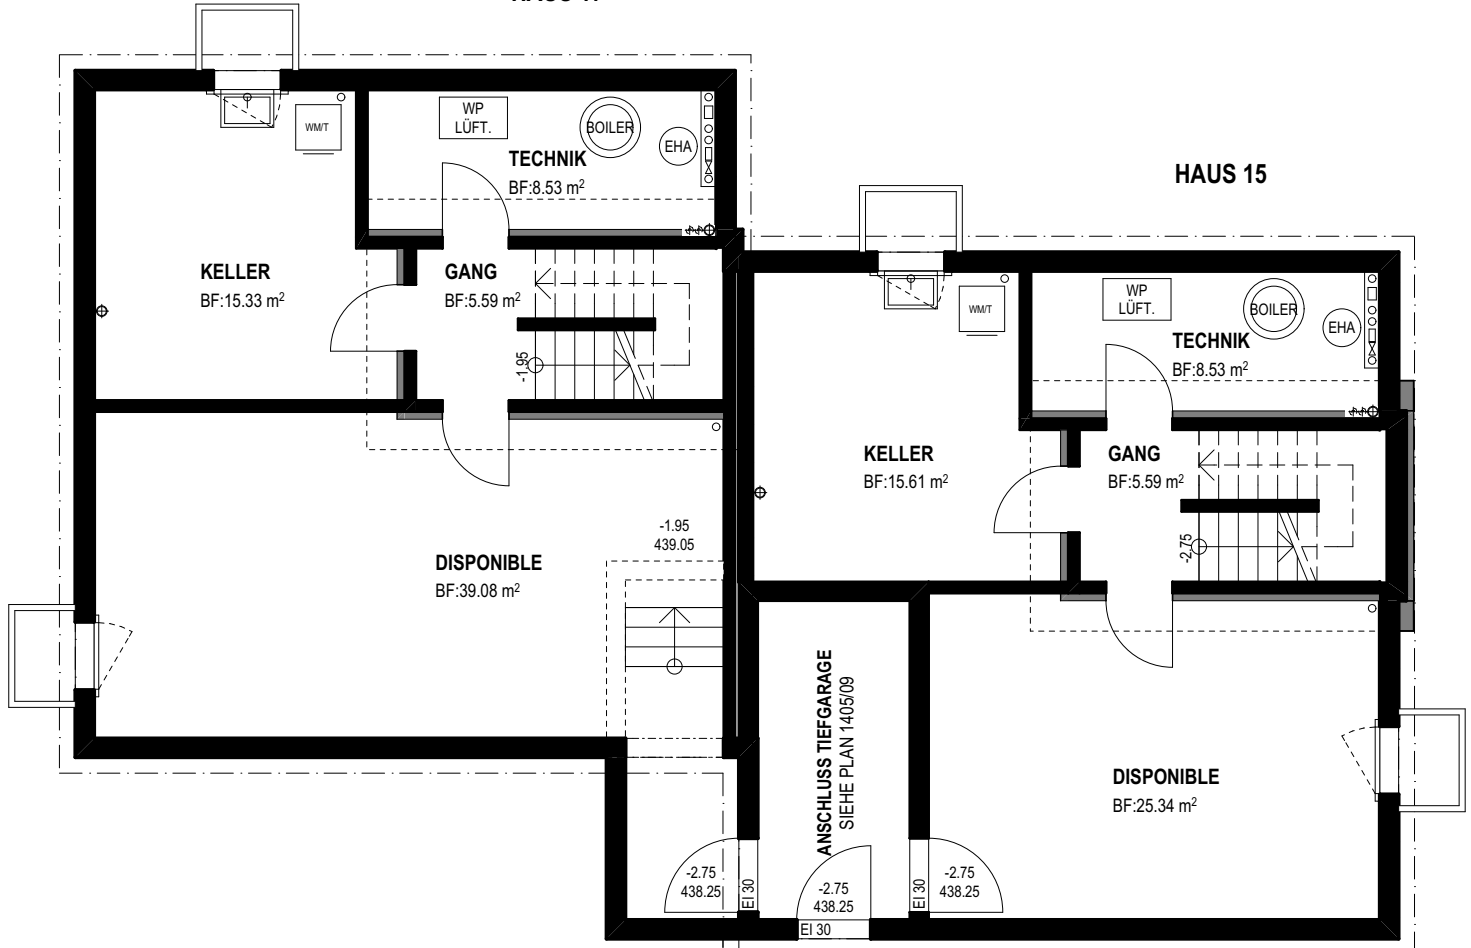 WP
LÜFT.
BOILER
EHA
WM/T
TECHNIK
BF:8.53 m²
KELLER
BF:15.33 m²
GANG
BF:5.59 m²
-1.95
-1.95
439.05
DISPONIBLE
BF:39.08 m²
HAUS 15
WP
LÜFT.
BOILER
EHA
WM/T
TECHNIK
BF:8.53 m²
KELLER
BF:15.61 m²
GANG
BF:5.59 m²
-2.75
ANSCHLUSS TIEFGARAGE
SIEHE PLAN 1405/09
DISPONIBLE
BF:25.34 m²
-2.75
438.25
EI 30
-2.75
438.25
EI 30
EI 30
-2.75
438.25